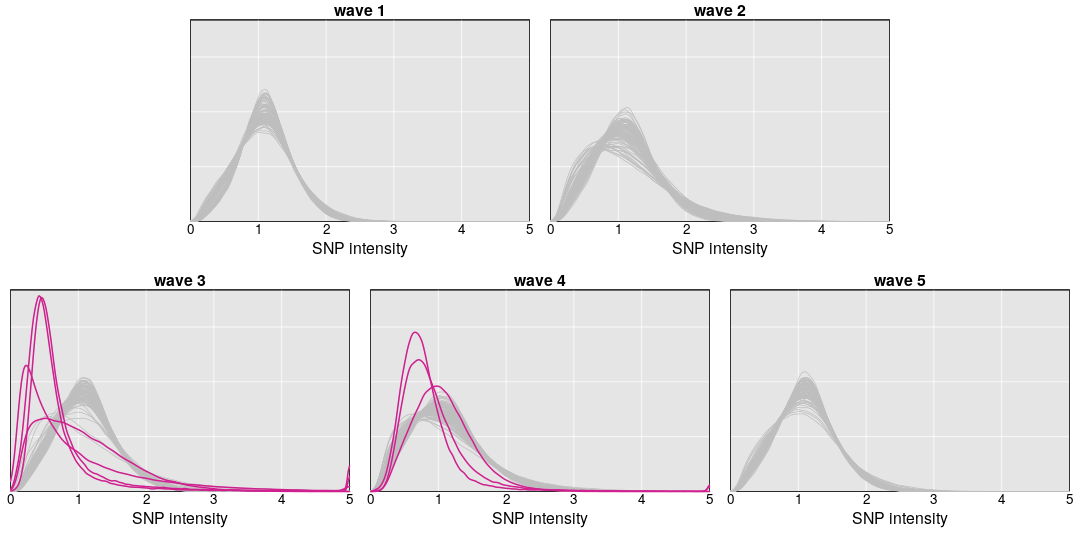 wave 1
wave 2
0 1 2 3 4 5
0 1 2 3 4 5
SNP intensity
SNP intensity
wave 3
wave 4
wave 5
0 1 2 3 4 5
0 1 2 3 4 5
0 1 2 3 4 5
SNP intensity
SNP intensity
SNP intensity